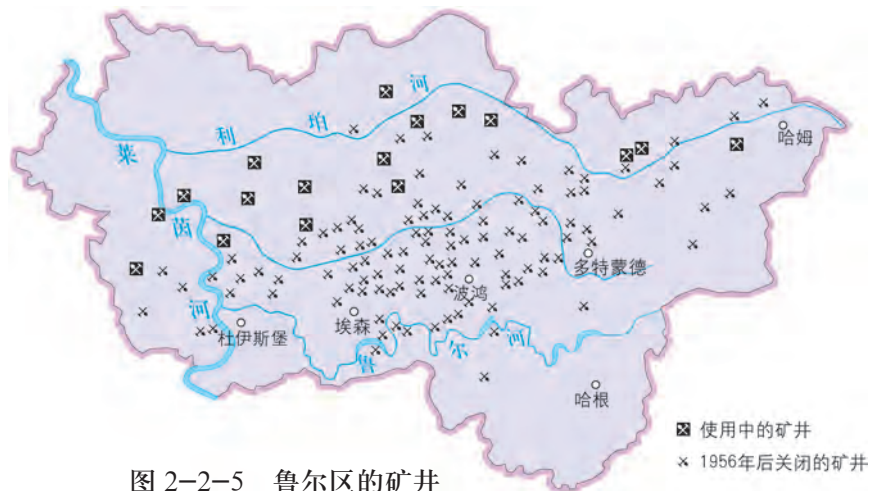 利珀河
莱茵河
哈姆
多特蒙德
波鸿
埃森
杜伊斯堡
鲁尔河
哈根
使用中的矿井
1956年后关闭的矿井
图 2-2-5 鲁尔区的矿井